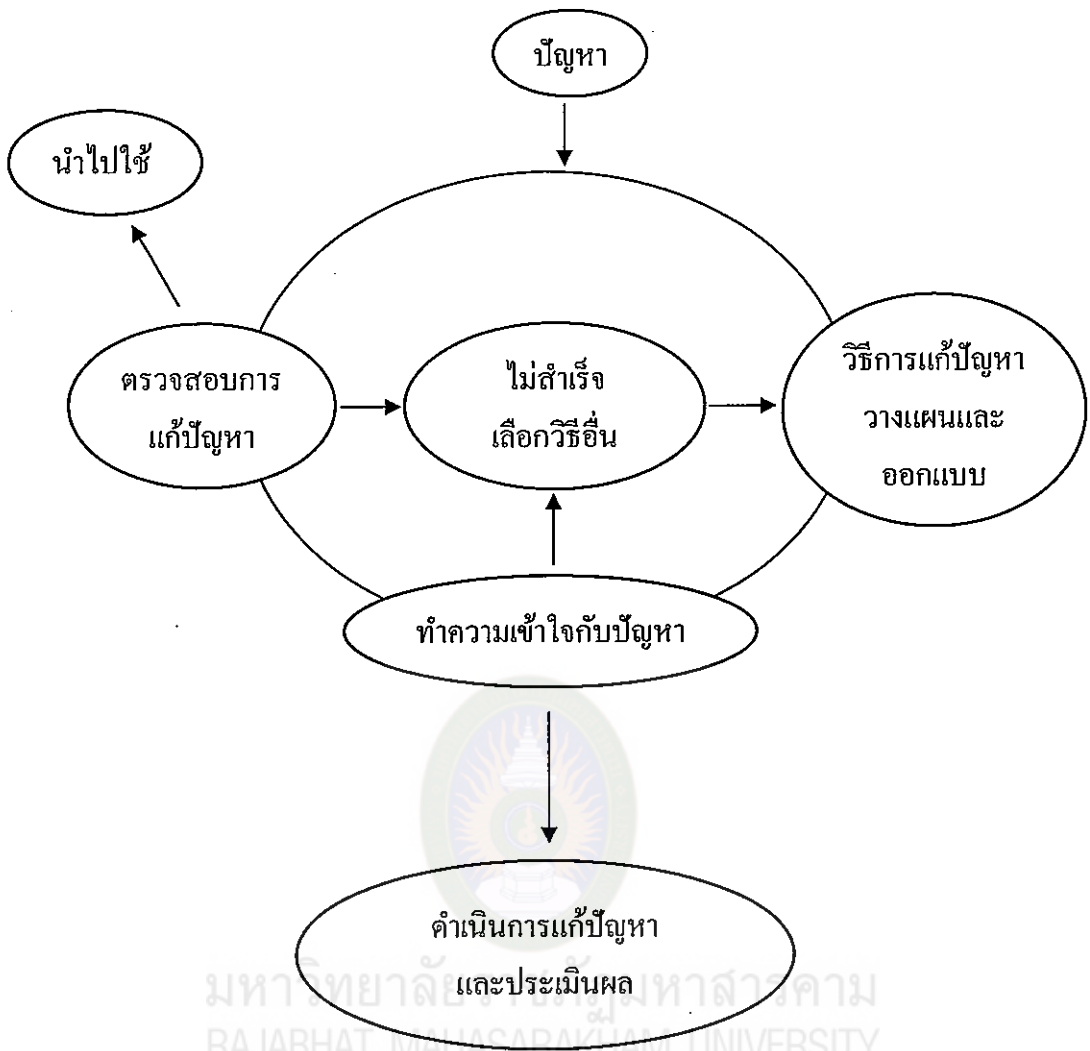 ปัญหา
นำไปใช้
ตรวจสอบการ
แก้ปัญหา
ไม่สำเร็จ
เลือกวิธีอื่น
วิธีการแก้ปัญหา
วางแผนและ
ออกแบบ
ทำความเข้าใจกับปัญหา
ดำเนินการแก้ปัญหา
และประเมินผล
มหาวิทยาลัยราชภัฏมหาสารคาม
RAJABHAT MAHASARAKHAM UNIVERSITY